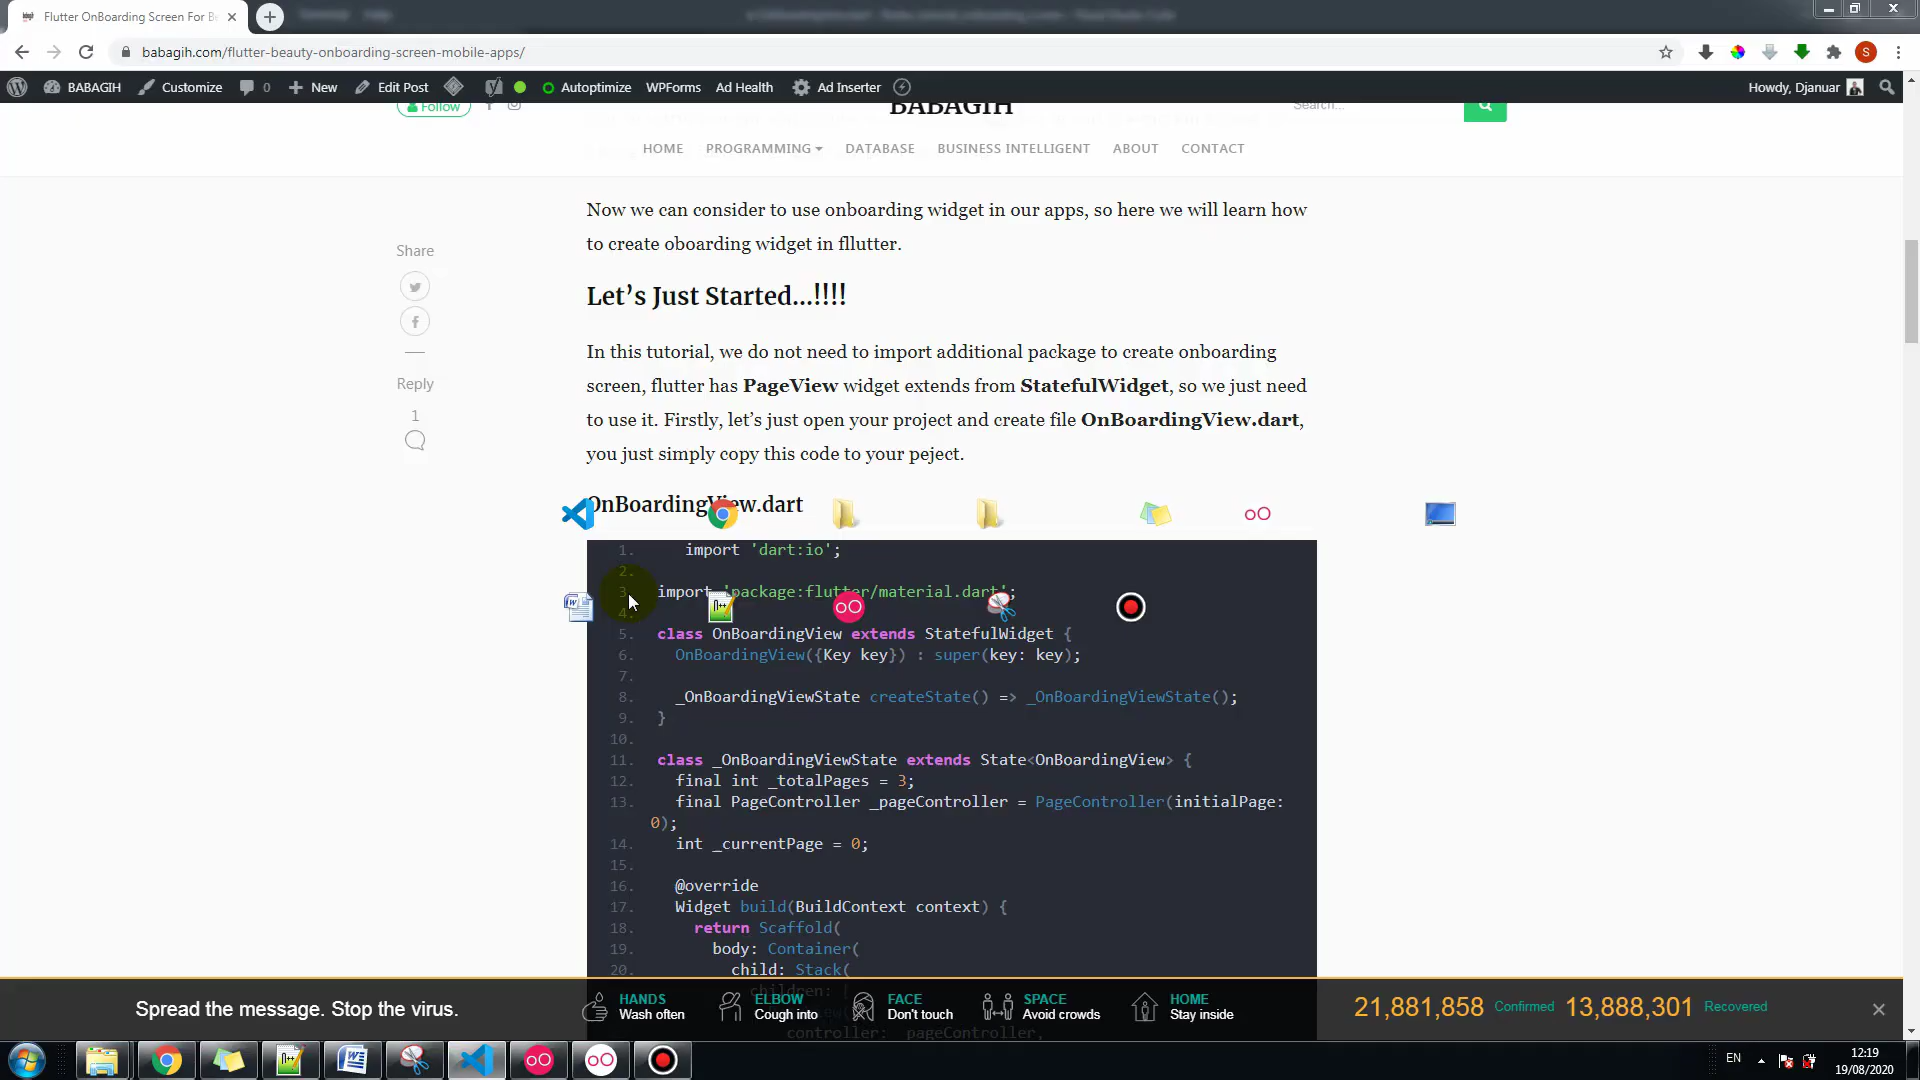 Flutter OnBoarding Screen For Be
babagih.com/flutter-beauty-onboarding-screen-mobile-apps/
S
BABAGIH
Customize
0
New
Edit Post
Autoptimize
WPForms
Ad Health
Ad Inserter
Howdy, Djanuar
Follow
BABAGIH
Search...
HOME PROGRAMMING DATABASE BUSINESS INTELLIGENT ABOUT CONTACT
Now we can consider to use onboarding widget in our apps, so here we will learn how
to create oboarding widget in fllutter.
Share
Let's Just Started...!!!!
In this tutorial, we do not need to import additional package to create onboarding
screen, flutter has PageView widget extends from StatefulWidget, so we just need
to use it. Firstly, let's just open your project and create file OnBoardingView.dart,
you just simply copy this code to your peject.
Reply
1
OnBoardingView.dart
1. import 'dart:io';
2.
3. import 'package:flutter/material.dart';
4.
5. class OnBoardingView extends StatefulWidget {
6. OnBoardingView({Key key}) : super(key: key);
7.
8. _OnBoardingViewState createState() => _OnBoardingViewState();
9. }
10.
11. class _OnBoardingViewState extends State<OnBoardingView> {
12. final int _totalPages = 3;
13. final PageController _pageController = PageController(initialPage:
0);
14. int _currentPage = 0;
15.
16. @override
17. Widget build(BuildContext context) {
18. return Scaffold(
19. body: Container(
20. child: Stack(
children: [
controller: _pageController,
Spread the message. Stop the virus.
HANDS
Wash often
ELBOW
Cough into
FACE
Don't touch
SPACE
Avoid crowds
HOME
Stay inside
21,881,858 Confirmed 13,888,301 Recovered
EN
12:19
19/08/2020